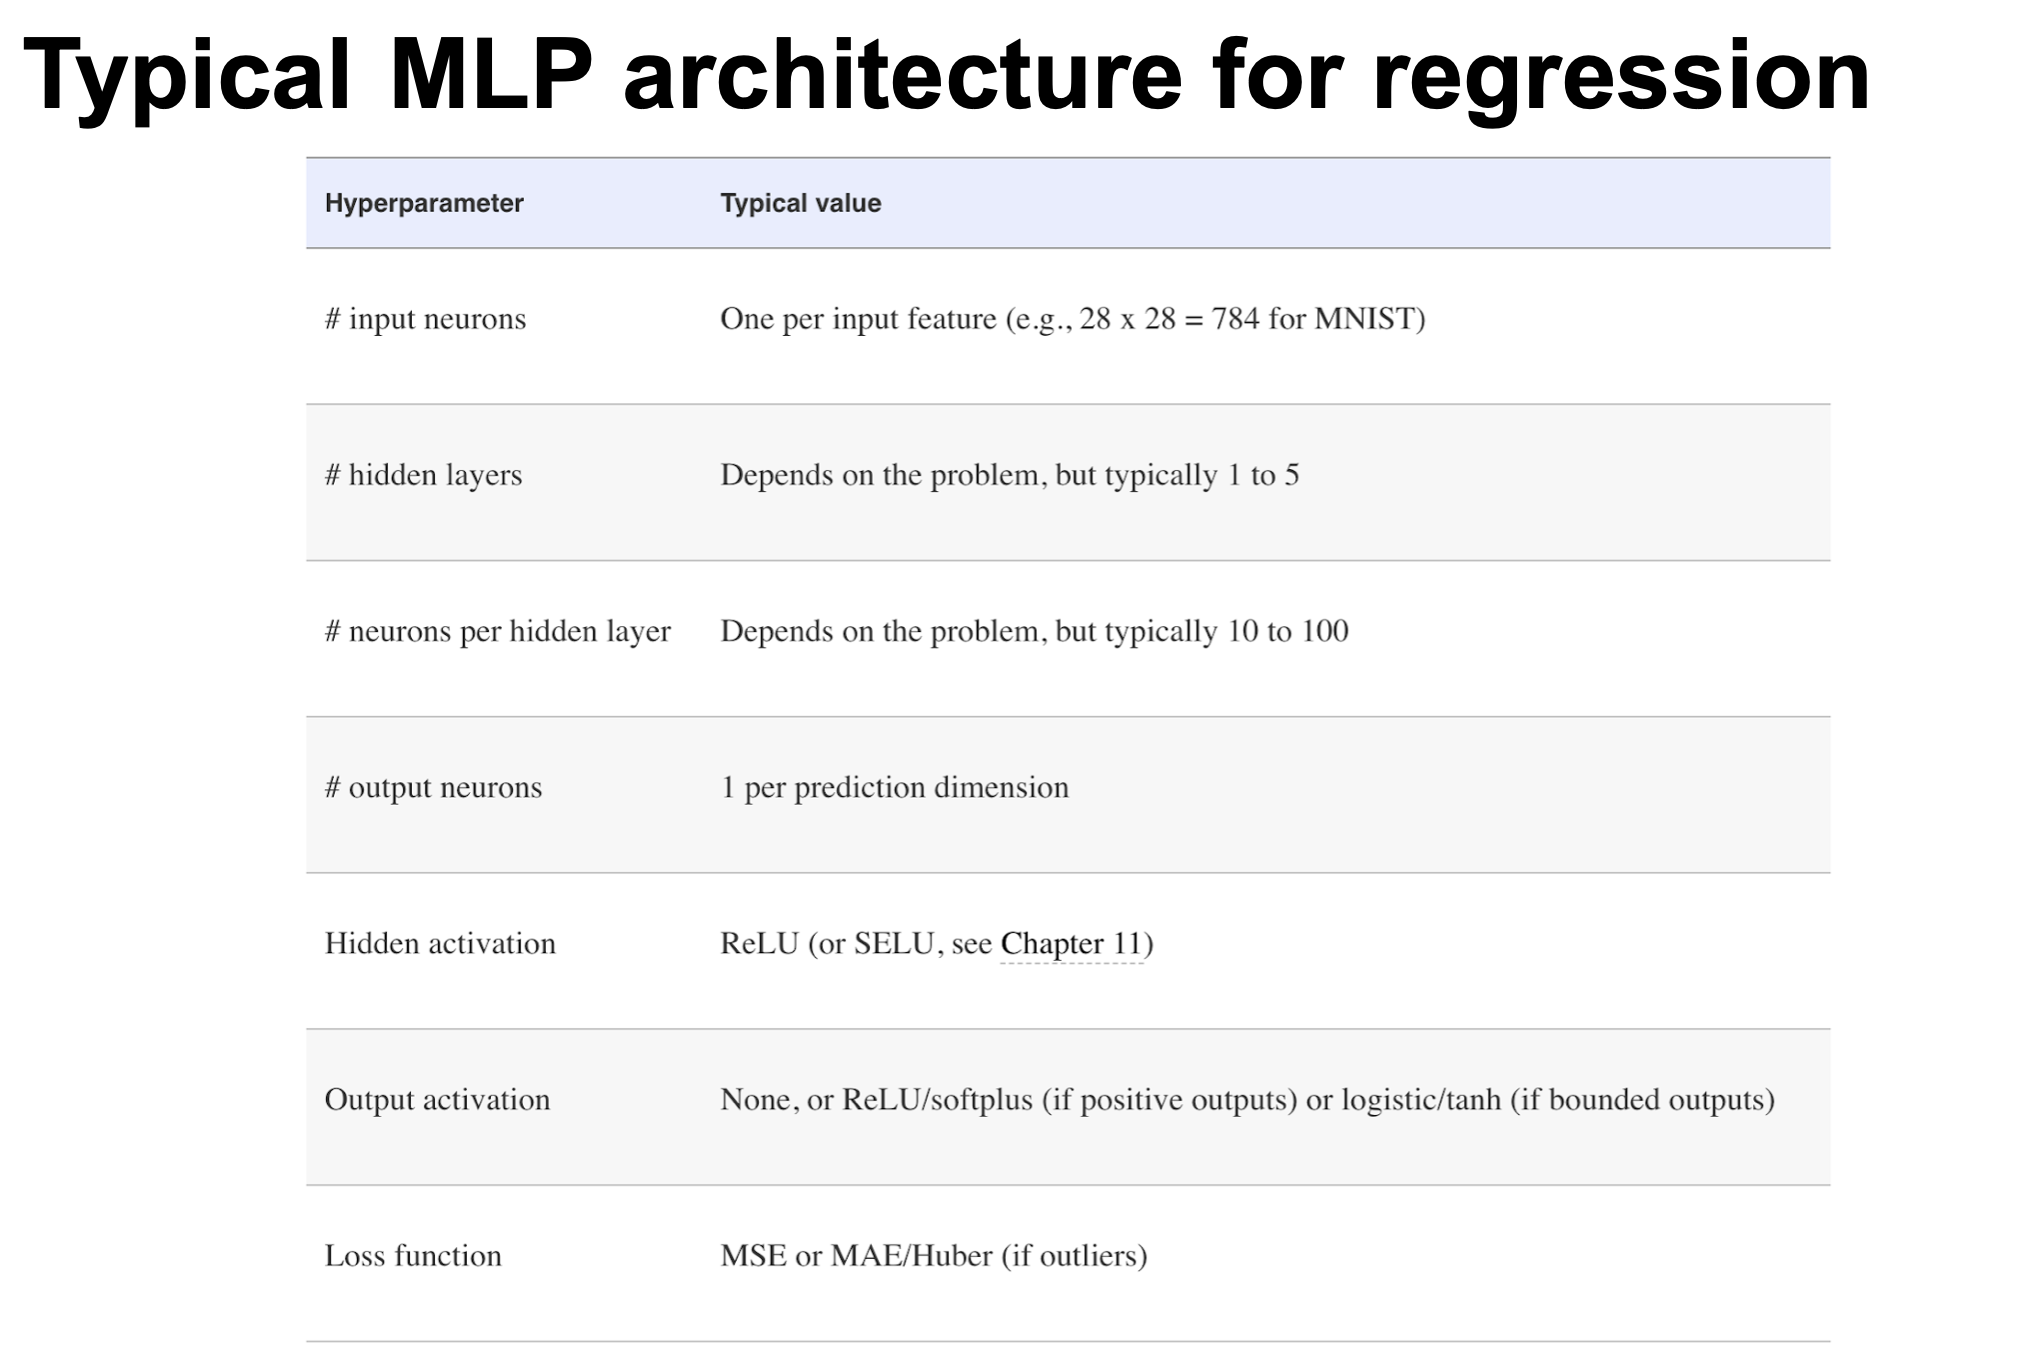 Typical MLP architecture for regression
Hyperparameter Typical value
# input neurons One per input feature (e.g., 28 x 28 = 784 for MNIST)
# hidden layers Depends on the problem, but typically 1 to 5
# neurons per hidden layer Depends on the problem, but typically 10 to 100
# output neurons 1 per prediction dimension
Hidden activation ReLU (or SELU, see Chapter 11)
Output activation None, or ReLU/softplus (if positive outputs) or logistic/tanh (if bounded outputs)
Loss function MSE or MAE/Huber (if outliers)